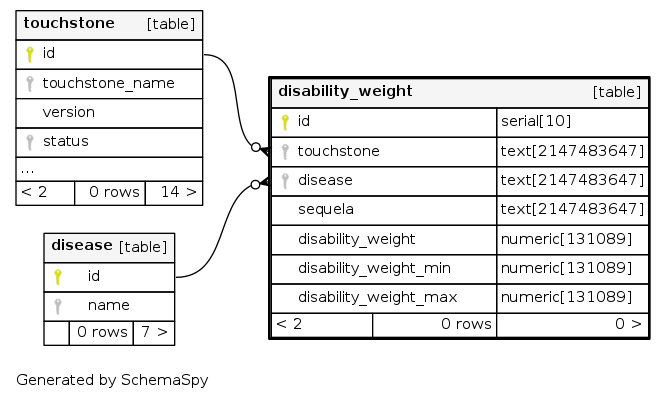 touchstone [table]
id
touchstone_name
version
status
...
< 2 0 rows 14 >
disability_weight [table]
id serial[10]
touchstone text[2147483647]
disease text[2147483647]
sequela text[2147483647]
disability_weight numeric[131089]
disability_weight_min numeric[131089]
disability_weight_max numeric[131089]
< 2 0 rows 0 >
disease [table]
id
name
0 rows 7 >
Generated by SchemaSpy